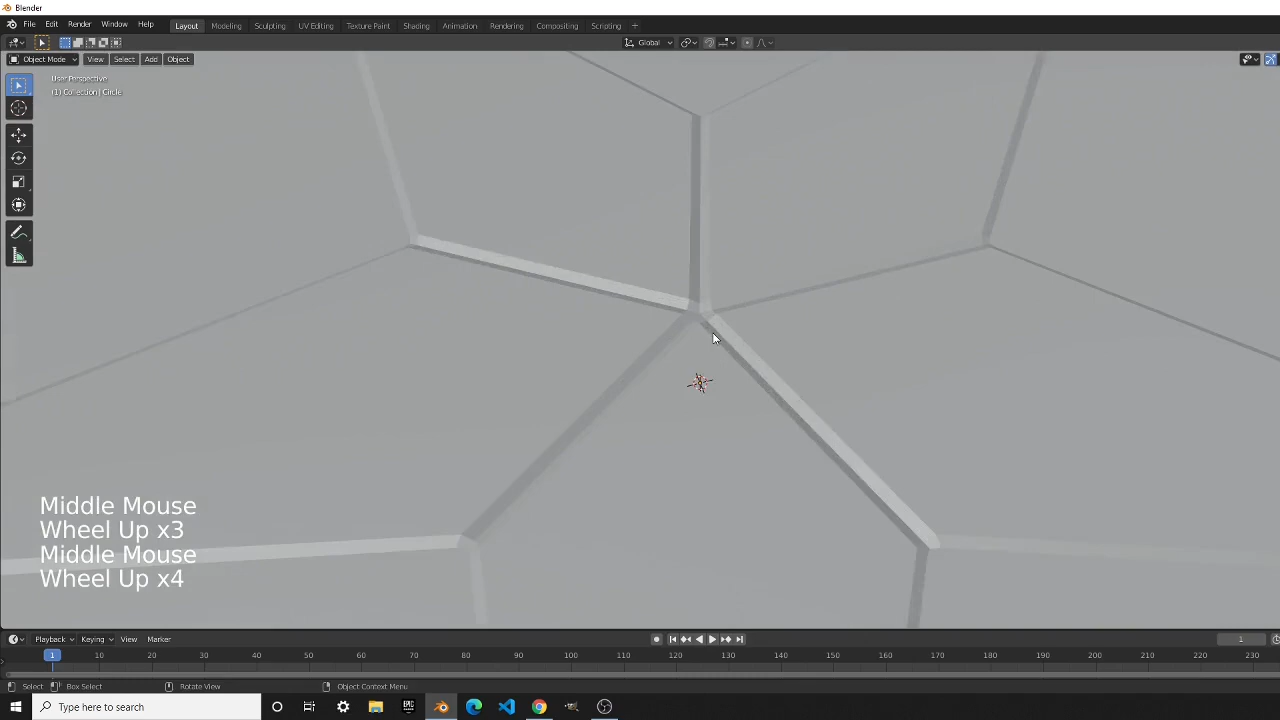 Blender
File Edit Render Window Help Layout Modeling Sculpting UV Editing Texture Paint Shading Animation Rendering Compositing Scripting +
Global
Object Mode View Select Add Object
User Perspective
(1) Collection | Circle
Middle Mouse
Wheel Up x3
Middle Mouse
Wheel Up x4
Playback Keying View Marker 1
1 10 20 30 40 50 60 70 80 90 100 110 120 130 140 150 160 170 180 190 200 210 220 230
Select Box Select Rotate View Object Context Menu
Type here to search